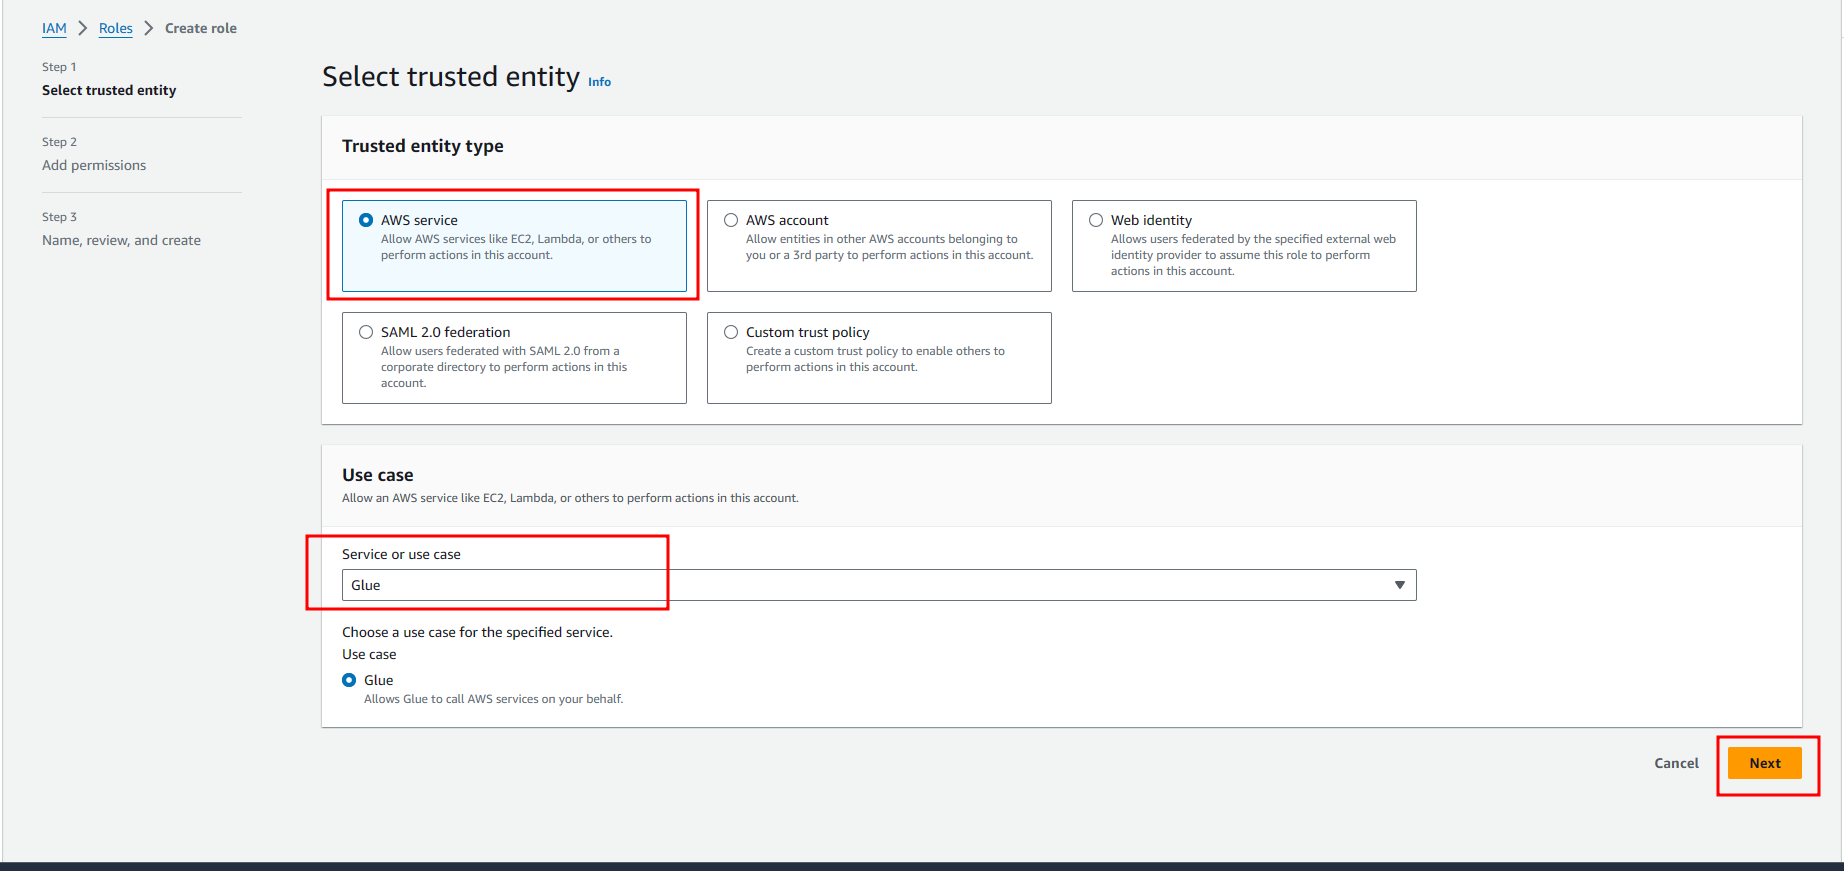 IAM > Roles > Create role
Step 1
Select trusted entity
Step 2
Add permissions
Step 3
Name, review, and create
Select trusted entity Info
Trusted entity type
AWS service
Allow AWS services like EC2, Lambda, or others to
perform actions in this account.
AWS account
Allow entities in other AWS accounts belonging to
you or a 3rd party to perform actions in this account.
Web identity
Allows users federated by the specified external web
identity provider to assume this role to perform
actions in this account.
SAML 2.0 federation
Allow users federated with SAML 2.0 from a
corporate directory to perform actions in this
account.
Custom trust policy
Create a custom trust policy to enable others to
perform actions in this account.
Use case
Allow an AWS service like EC2, Lambda, or others to perform actions in this account.
Service or use case
Glue
Choose a use case for the specified service.
Use case
Glue
Allows Glue to call AWS services on your behalf.
Cancel
Next